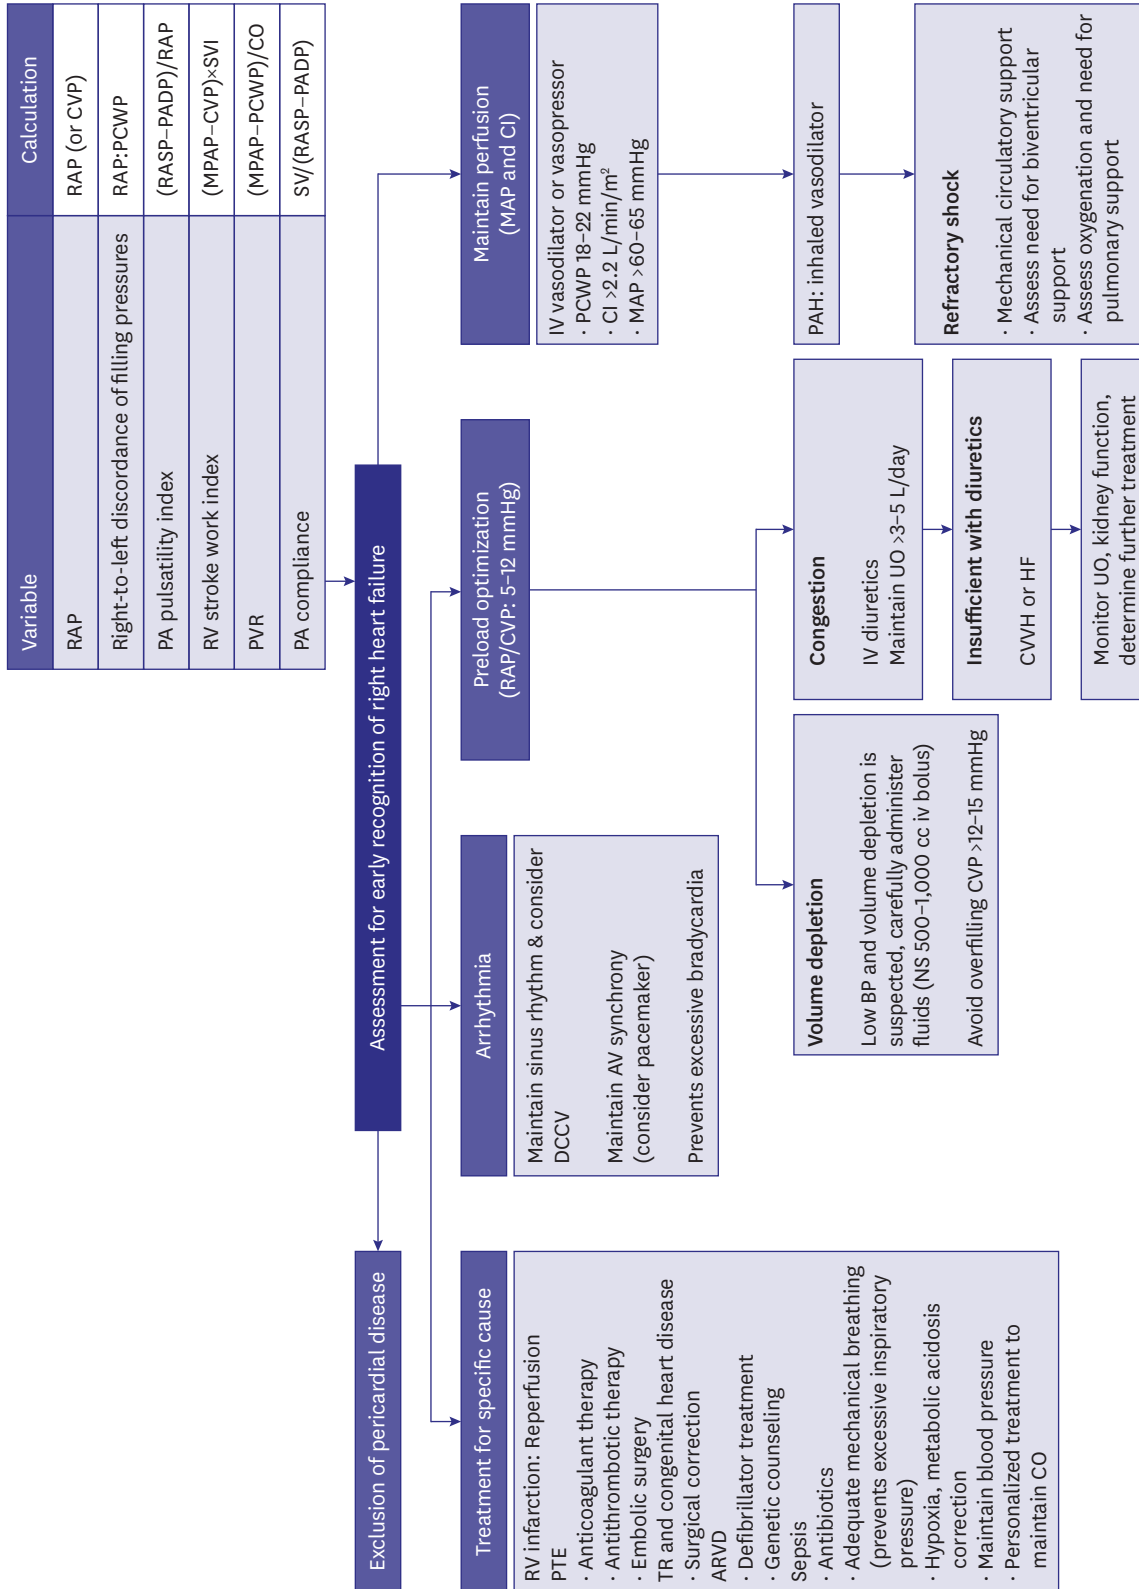 Variable Calculation
RAP RAP (or CVP)
Right-to-left discordance of filling pressures RAP:PCWP
PA pulsatility index (RASP–PADP)/RAP
RV stroke work index (MPAP–CVP)×SVI
PVR (MPAP–PCWP)/CO
PA compliance SV/(RASP–PADP)
Assessment for early recognition of right heart failure
Exclusion of pericardial disease
Treatment for specific cause
RV infarction: Reperfusion
PTE
· Anticoagulant therapy
· Antithrombotic therapy
· Embolic surgery
TR and congenital heart disease
· Surgical correction
ARVD
· Defibrillator treatment
· Genetic counseling
Sepsis
· Antibiotics
· Adequate mechanical breathing
(prevents excessive inspiratory
pressure)
· Hypoxia, metabolic acidosis
correction
· Maintain blood pressure
· Personalized treatment to
maintain CO
Arrhythmia
Maintain sinus rhythm & consider
DCCV
Maintain AV synchrony
(consider pacemaker)
Prevents excessive bradycardia
Preload optimization
(RAP/CVP: 5–12 mmHg)
Volume depletion
Low BP and volume depletion is
suspected, carefully administer
fluids (NS 500–1,000 cc iv bolus)
Avoid overfilling CVP >12–15 mmHg
Congestion
IV diuretics
Maintain UO >3–5 L/day
Insufficient with diuretics
CVVH or HF
Monitor UO, kidney function,
determine further treatment
Maintain perfusion
(MAP and CI)
IV vasodilator or vasopressor
· PCWP 18–22 mmHg
· CI >2.2 L/min/m²
· MAP >60–65 mmHg
PAH: inhaled vasodilator
Refractory shock
· Mechanical circulatory support
· Assess need for biventricular
support
· Assess oxygenation and need for
pulmonary support